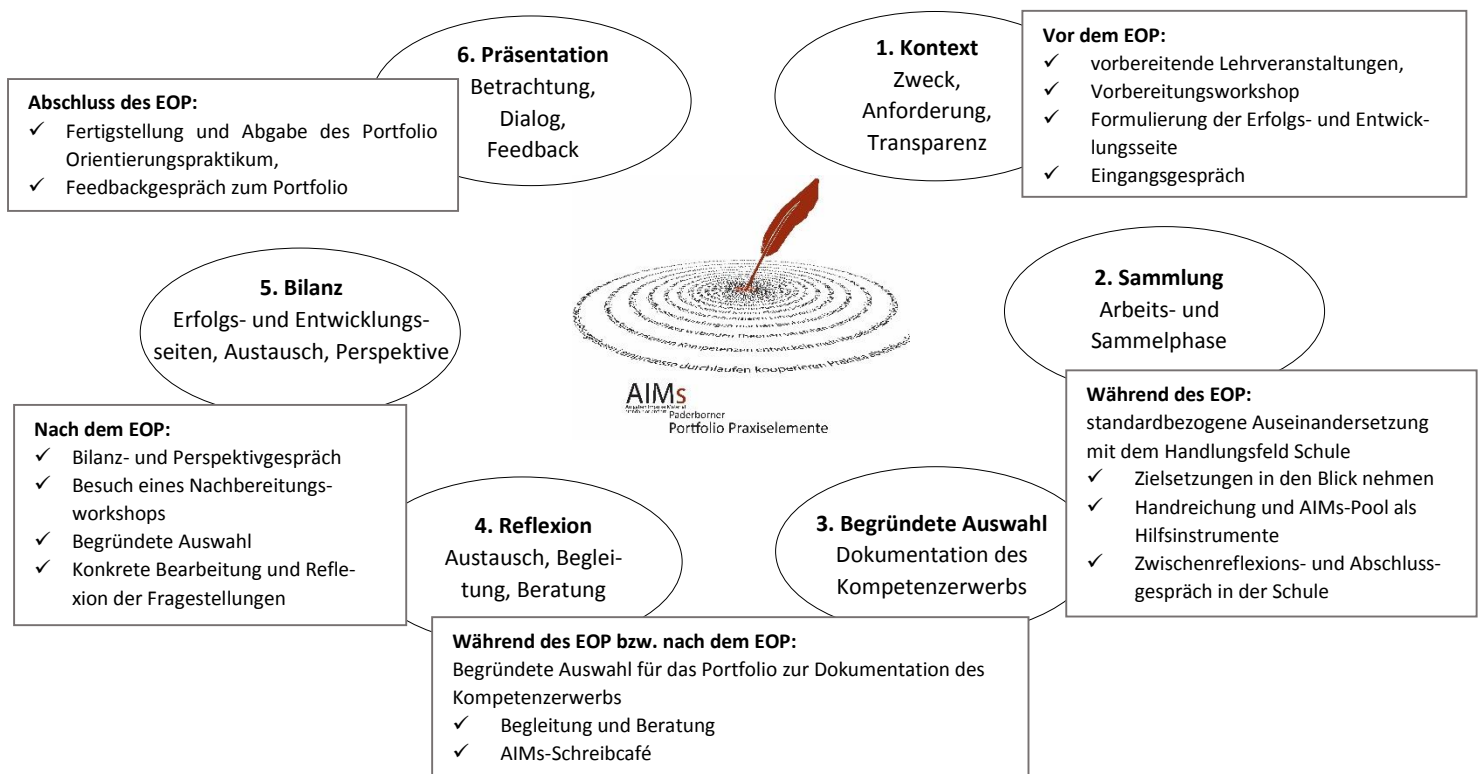 6. Präsentation
Betrachtung,
Dialog,
Feedback
1. Kontext
Zweck,
Anforderung,
Transparenz
Vor dem EOP:
✓ vorbereitende Lehrveranstaltungen,
✓ Vorbereitungsworkshop
✓ Formulierung der Erfolgs- und Entwick-
lungsseite
✓ Eingangsgespräch
Abschluss des EOP:
✓ Fertigstellung und Abgabe des Portfolio
Orientierungspraktikum,
✓ Feedbackgespräch zum Portfolio
5. Bilanz
Erfolgs- und Entwicklungs-
seiten, Austausch, Perspektive
2. Sammlung
Arbeits- und
Sammelphase
AIMs
Paderborner
Portfolio Praxiselemente
Nach dem EOP:
✓ Bilanz- und Perspektivgespräch
✓ Besuch eines Nachbereitungs-
workshops
✓ Begründete Auswahl
✓ Konkrete Bearbeitung und Refle-
xion der Fragestellungen
Während des EOP:
standardbezogene Auseinandersetzung
mit dem Handlungsfeld Schule
✓ Zielsetzungen in den Blick nehmen
✓ Handreichung und AIMs-Pool als
Hilfsinstrumente
✓ Zwischenreflexions- und Abschluss-
gespräch in der Schule
4. Reflexion
Austausch, Beglei-
tung, Beratung
3. Begründete Auswahl
Dokumentation des
Kompetenzerwerbs
Während des EOP bzw. nach dem EOP:
Begründete Auswahl für das Portfolio zur Dokumentation des
Kompetenzerwerbs
✓ Begleitung und Beratung
✓ AIMs-Schreibcafé